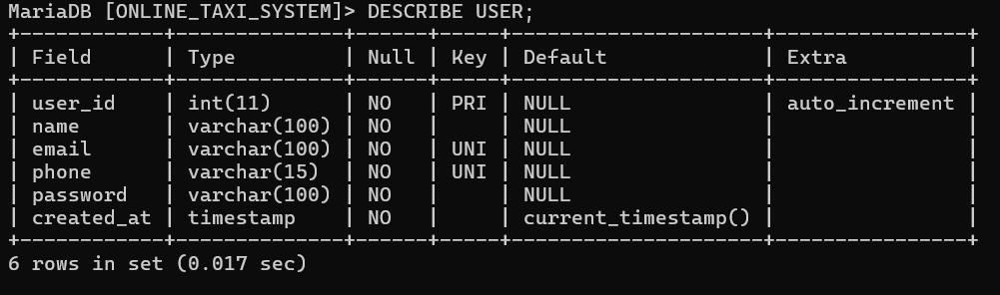 MariaDB [ONLINE_TAXI_SYSTEM]> DESCRIBE USER;
+------------+--------------+------+-----+---------------------+----------------+
| Field      | Type         | Null | Key | Default             | Extra          |
+------------+--------------+------+-----+---------------------+----------------+
| user_id    | int(11)      | NO   | PRI | NULL                | auto_increment |
| name       | varchar(100) | NO   |     | NULL                |                |
| email      | varchar(100) | NO   | UNI | NULL                |                |
| phone      | varchar(15)  | NO   | UNI | NULL                |                |
| password   | varchar(100) | NO   |     | NULL                |                |
| created_at | timestamp    | NO   |     | current_timestamp() |                |
+------------+--------------+------+-----+---------------------+----------------+
6 rows in set (0.017 sec)